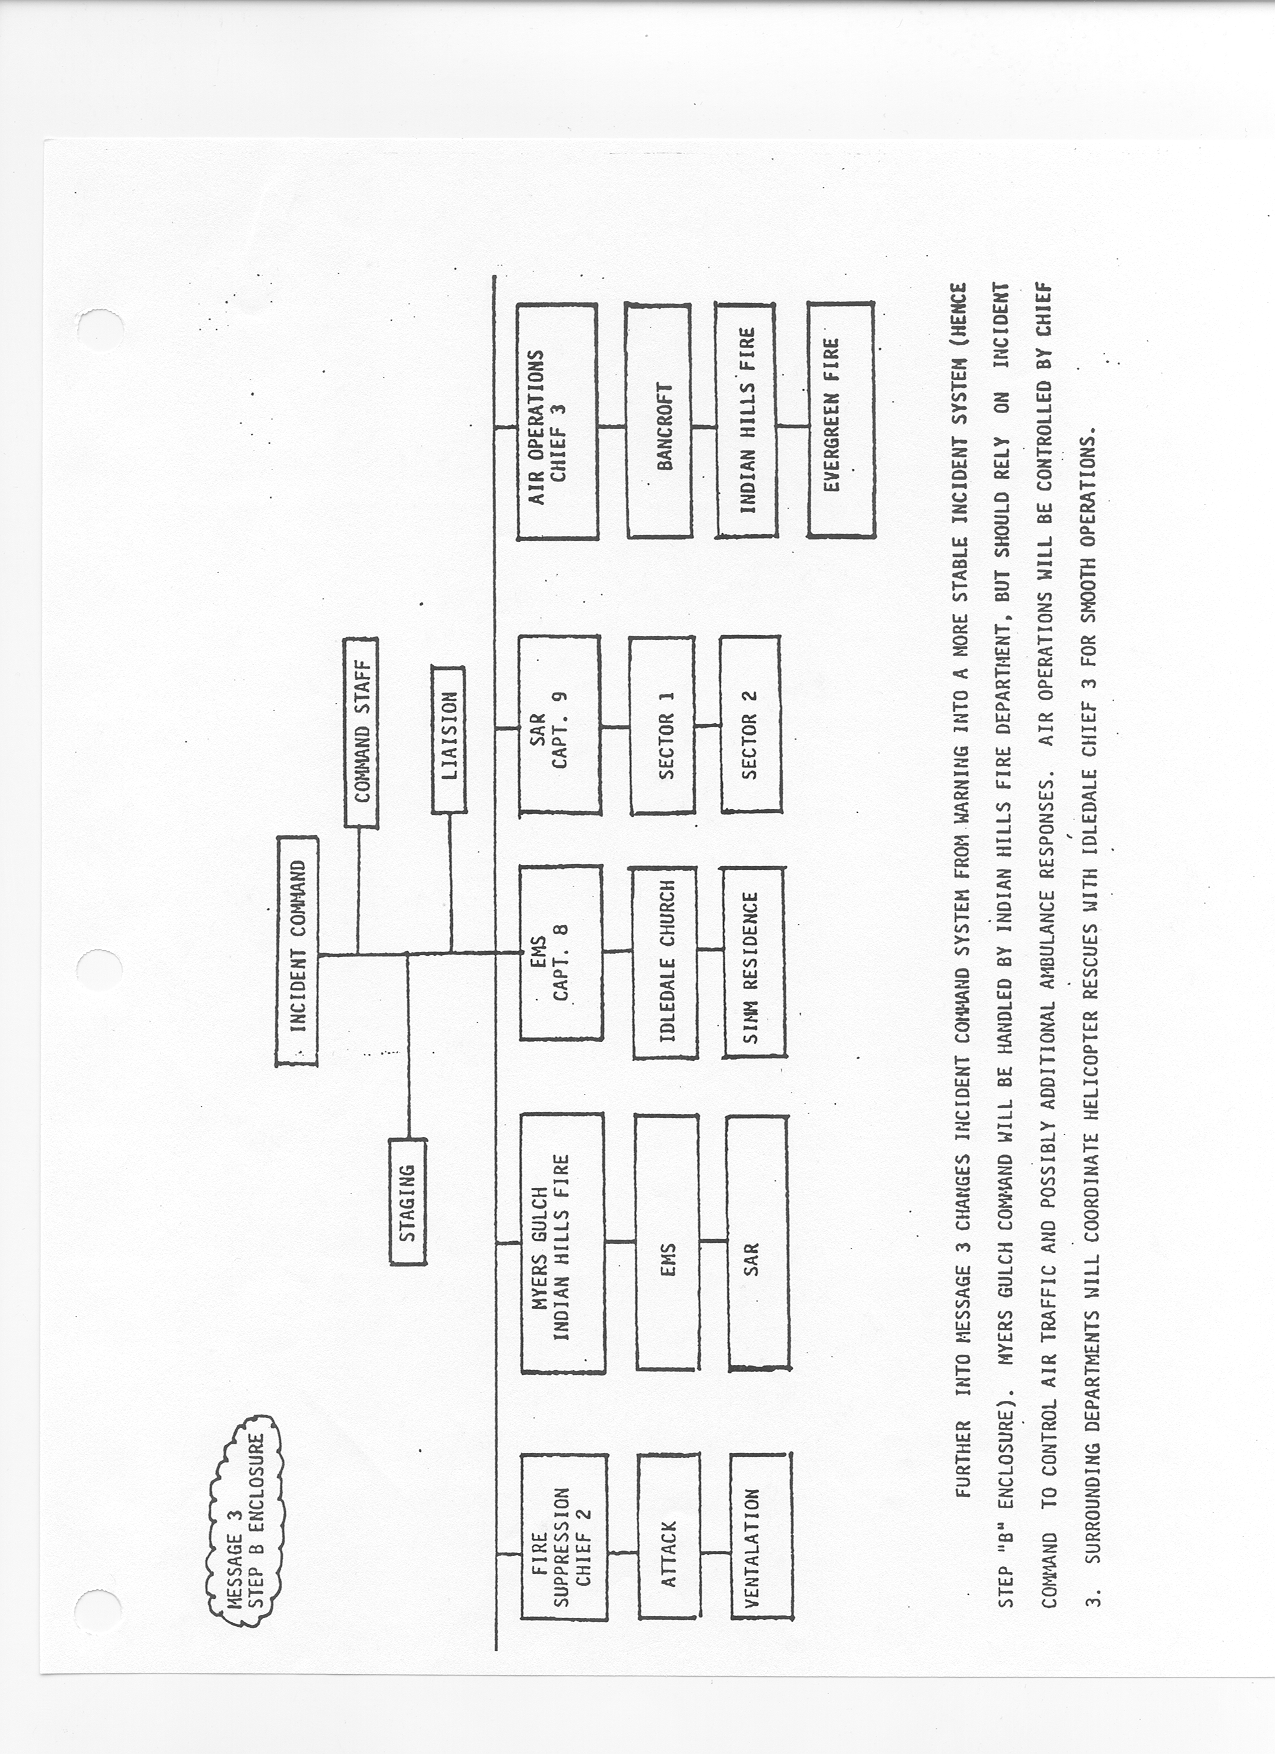 MESSAGE 3
STEP B ENCLOSURE
INCIDENT COMMAND
COMMAND STAFF
STAGING
LIAISION
FIRE
SUPPRESSION
CHIEF 2
ATTACK
VENTALATION
MYERS GULCH
INDIAN HILLS FIRE
EMS
SAR
EMS
CAPT. 8
IDLEDALE CHURCH
SIMM RESIDENCE
SAR
CAPT. 9
SECTOR 1
SECTOR 2
AIR OPERATIONS
CHIEF 3
BANCROFT
INDIAN HILLS FIRE
EVERGREEN FIRE
FURTHER INTO MESSAGE 3 CHANGES INCIDENT COMMAND SYSTEM FROM WARNING INTO A MORE STABLE INCIDENT SYSTEM (HENCE
STEP "B" ENCLOSURE). MYERS GULCH COMMAND WILL BE HANDLED BY INDIAN HILLS FIRE DEPARTMENT, BUT SHOULD RELY ON INCIDENT
COMMAND TO CONTROL AIR TRAFFIC AND POSSIBLY ADDITIONAL AMBULANCE RESPONSES. AIR OPERATIONS WILL BE CONTROLLED BY CHIEF
3. SURROUNDING DEPARTMENTS WILL COORDINATE HELICOPTER RESCUES WITH IDLEDALE CHIEF 3 FOR SMOOTH OPERATIONS.